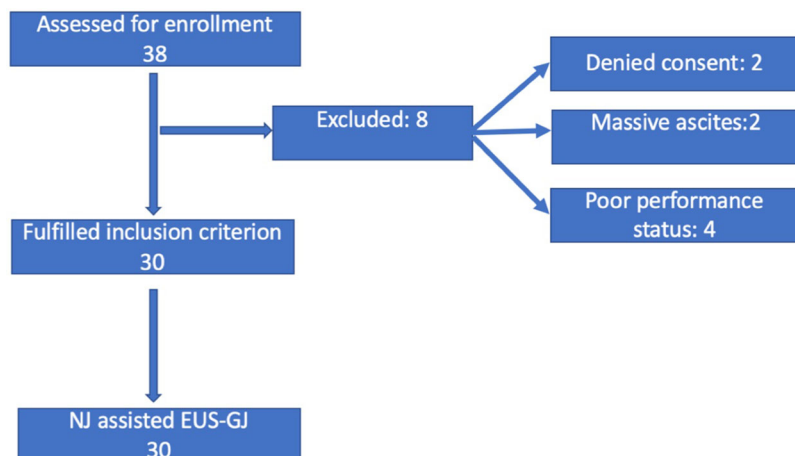 Assessed for enrollment
38
Denied consent: 2
Excluded: 8
Massive ascites:2
Poor performance
status: 4
Fulfilled inclusion criterion
30
NJ assisted EUS-GJ
30